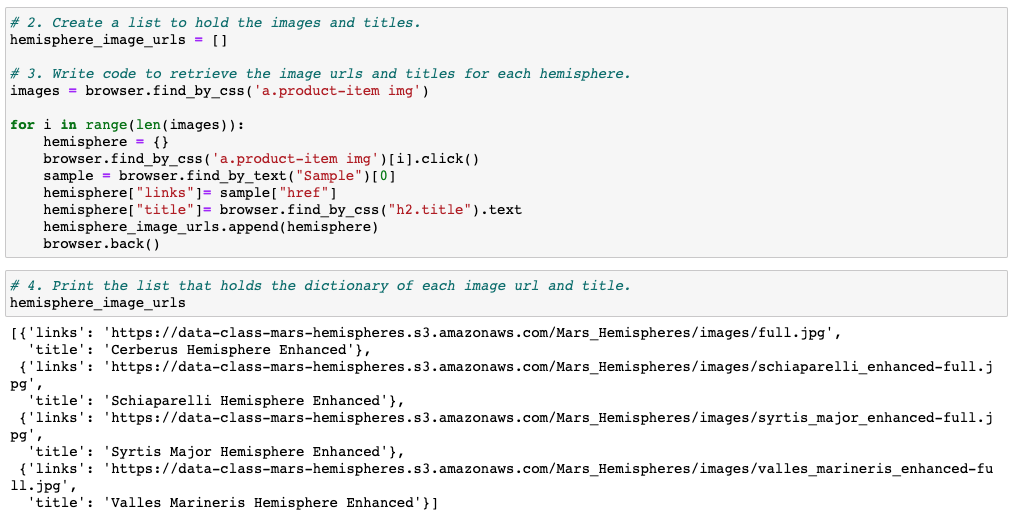 # 2. Create a list to hold the images and titles.
hemisphere_image_urls = []
# 3. Write code to retrieve the image urls and titles for each hemisphere.
images = browser.find_by_css('a.product-item img')
for i in range(len(images)):
    hemisphere = {}
    browser.find_by_css('a.product-item img')[i].click()
    sample = browser.find_by_text("Sample")[0]
    hemisphere["links"]= sample["href"]
    hemisphere["title"]= browser.find_by_css("h2.title").text
    hemisphere_image_urls.append(hemisphere)
    browser.back()
# 4. Print the list that holds the dictionary of each image url and title.
hemisphere_image_urls
[{'links': 'https://data-class-mars-hemispheres.s3.amazonaws.com/Mars_Hemispheres/images/full.jpg',
  'title': 'Cerberus Hemisphere Enhanced'},
 {'links': 'https://data-class-mars-hemispheres.s3.amazonaws.com/Mars_Hemispheres/images/schiaparelli_enhanced-full.j
pg',
  'title': 'Schiaparelli Hemisphere Enhanced'},
 {'links': 'https://data-class-mars-hemispheres.s3.amazonaws.com/Mars_Hemispheres/images/syrtis_major_enhanced-full.j
pg',
  'title': 'Syrtis Major Hemisphere Enhanced'},
 {'links': 'https://data-class-mars-hemispheres.s3.amazonaws.com/Mars_Hemispheres/images/valles_marineris_enhanced-fu
ll.jpg',
  'title': 'Valles Marineris Hemisphere Enhanced'}]